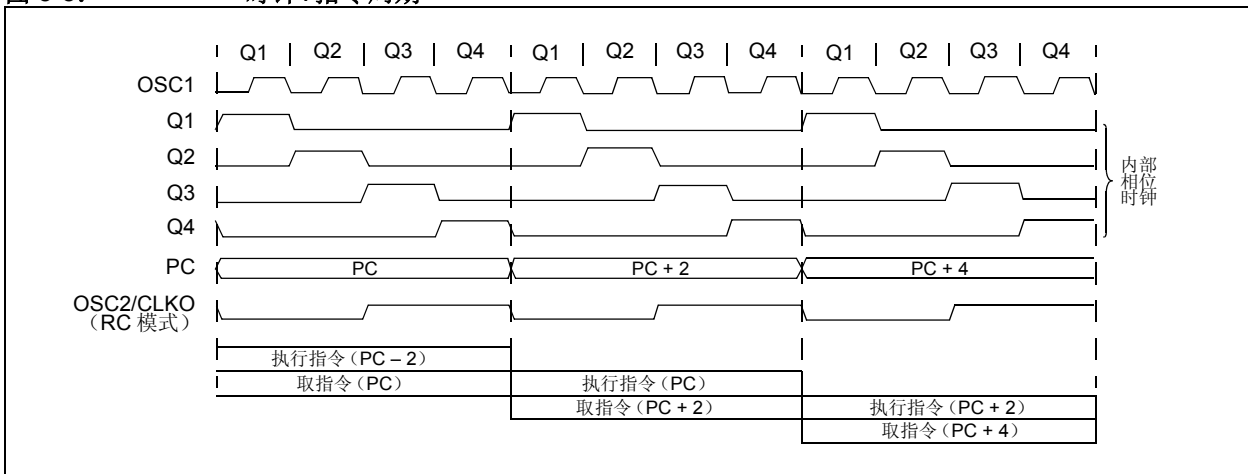 Q1 Q2 Q3 Q4 Q1 Q2 Q3 Q4 Q1 Q2 Q3 Q4
OSC1
Q1
Q2
Q3
Q4
内部
相位
时钟
PC PC PC + 2 PC + 4
OSC2/CLKO
（RC 模式）
执行指令（PC – 2）
取指令（PC） 执行指令（PC）
取指令（PC + 2） 执行指令（PC + 2）
取指令（PC + 4）